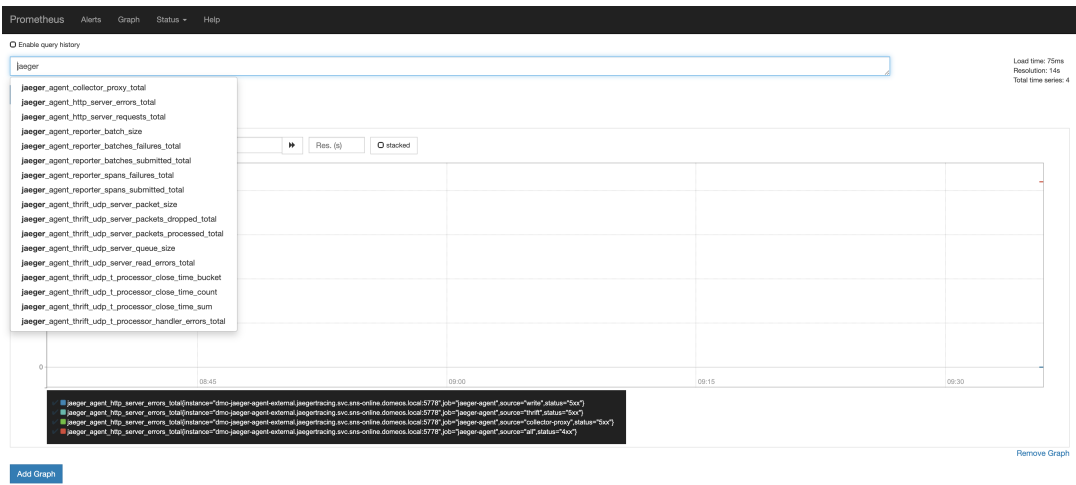 Prometheus Alerts Graph Status Help
Enable query history
jaeger
Load time: 75ms
Resolution: 14s
Total time series: 4
jaeger_agent_collector_proxy_total
jaeger_agent_http_server_errors_total
jaeger_agent_http_server_requests_total
jaeger_agent_reporter_batch_size
jaeger_agent_reporter_batches_failures_total
jaeger_agent_reporter_batches_submitted_total
jaeger_agent_reporter_spans_failures_total
jaeger_agent_reporter_spans_submitted_total
jaeger_agent_thrift_udp_server_packet_size
jaeger_agent_thrift_udp_server_packets_dropped_total
jaeger_agent_thrift_udp_server_packets_processed_total
jaeger_agent_thrift_udp_server_queue_size
jaeger_agent_thrift_udp_server_read_errors_total
jaeger_agent_thrift_udp_t_processor_close_time_bucket
jaeger_agent_thrift_udp_t_processor_close_time_count
jaeger_agent_thrift_udp_t_processor_close_time_sum
jaeger_agent_thrift_udp_t_processor_handler_errors_total
Res. (s) stacked
0
08:45 09:00 09:15 09:30
jaeger_agent_http_server_errors_total{instance="dmo-jaeger-agent-external.jaegertracing.svc.sns-online.domeos.local:5778",job="jaeger-agent",source="write",status="5xx"}
jaeger_agent_http_server_errors_total{instance="dmo-jaeger-agent-external.jaegertracing.svc.sns-online.domeos.local:5778",job="jaeger-agent",source="thrift",status="5xx"}
jaeger_agent_http_server_errors_total{instance="dmo-jaeger-agent-external.jaegertracing.svc.sns-online.domeos.local:5778",job="jaeger-agent",source="collector-proxy",status="5xx"}
jaeger_agent_http_server_errors_total{instance="dmo-jaeger-agent-external.jaegertracing.svc.sns-online.domeos.local:5778",job="jaeger-agent",source="all",status="4xx"}
Remove Graph
Add Graph